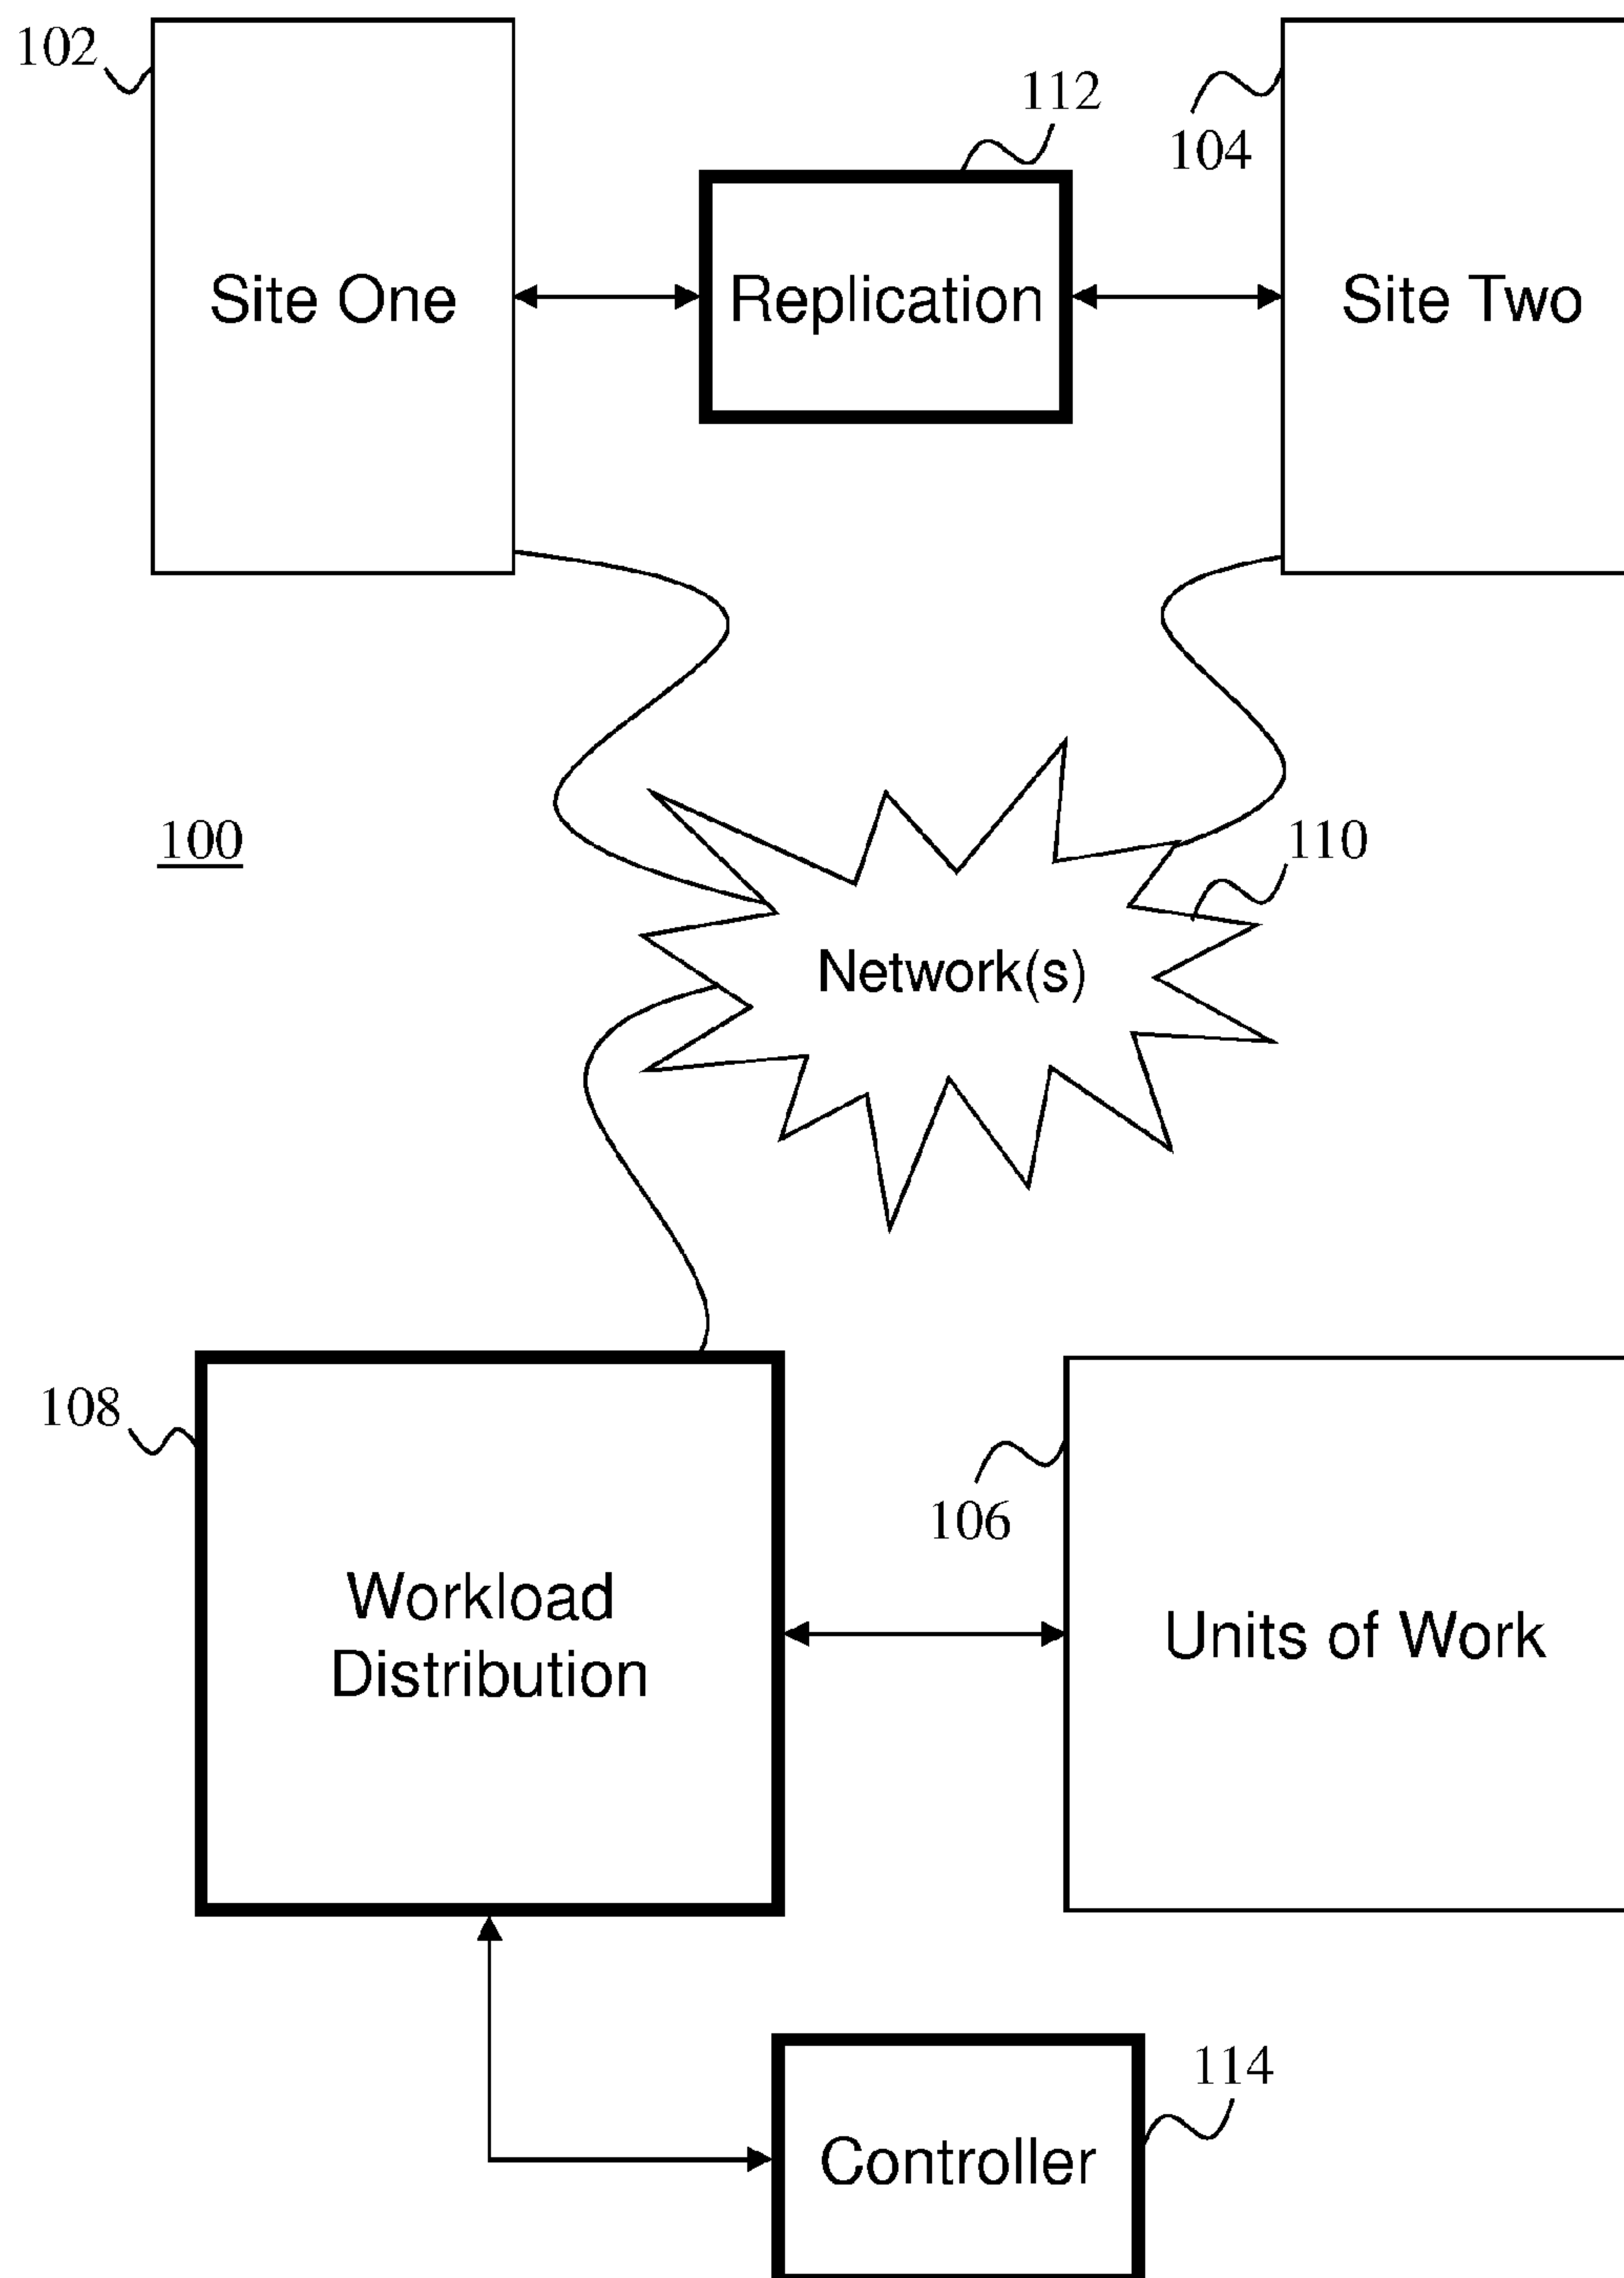 102
112
104
Site One
Replication
Site Two
100
110
Network(s)
108
106
Workload
Distribution
Units of Work
114
Controller